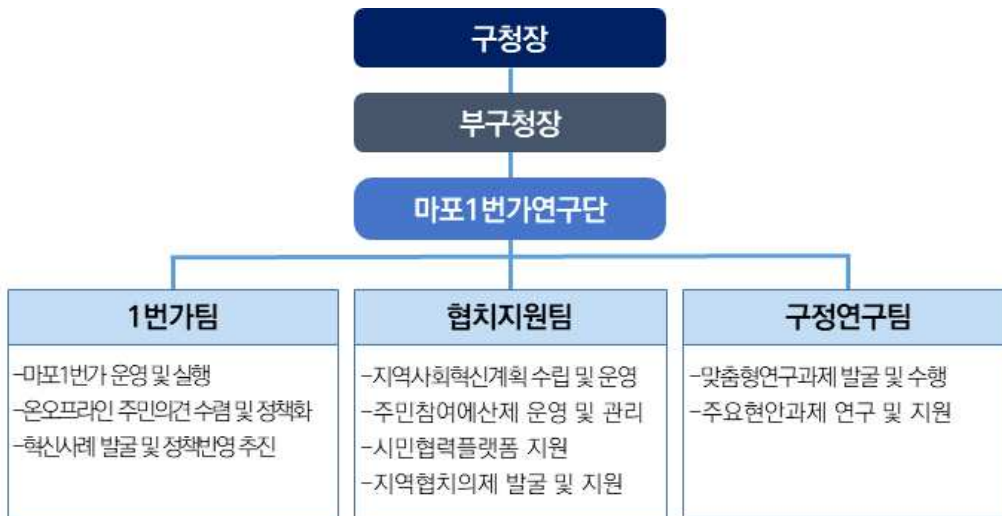 구청장
부구청장
마포1번가연구단
1번가팀
-마포1번가 운영 및 실행
-온오프라인 주민의견 수렴 및 정책화
-혁신사례 발굴 및 정책반영 추진
협치지원팀
-지역사회혁신계획 수립 및 운영
-주민참여에산제 운영 및 관리
-시민협력플랫폼 지원
-지역협치의제 발굴 및 지원
구정연구팀
-맞춤형연구과제 발굴 및 수행
-주요현안과제 연구 및 지원